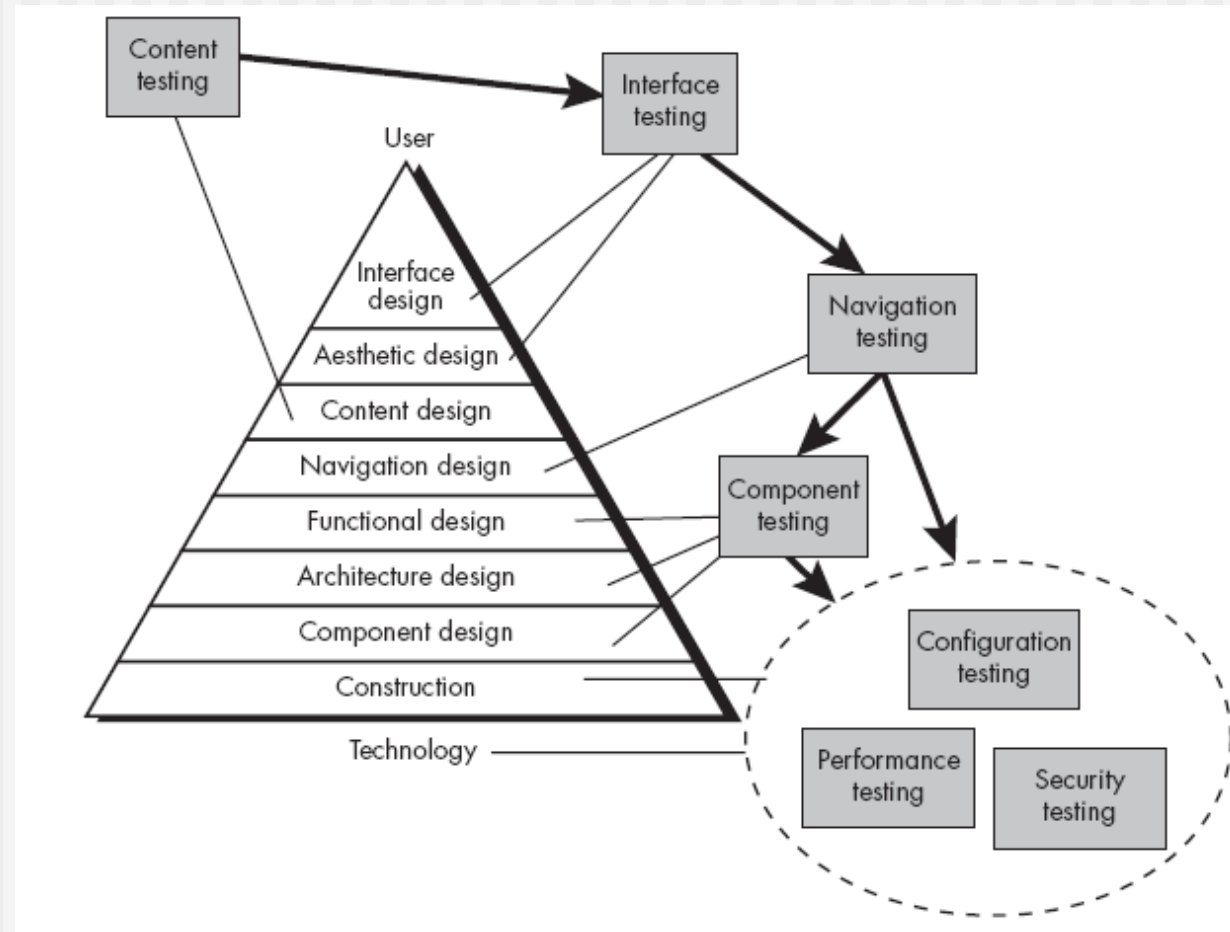 Content
testing
Interface
testing
User
Interface
design
Navigation
testing
Aesthetic design
Content design
Navigation design
Component
testing
Functional design
Architecture design
Component design
Configuration
testing
Construction
Technology
Performance
testing
Security
testing